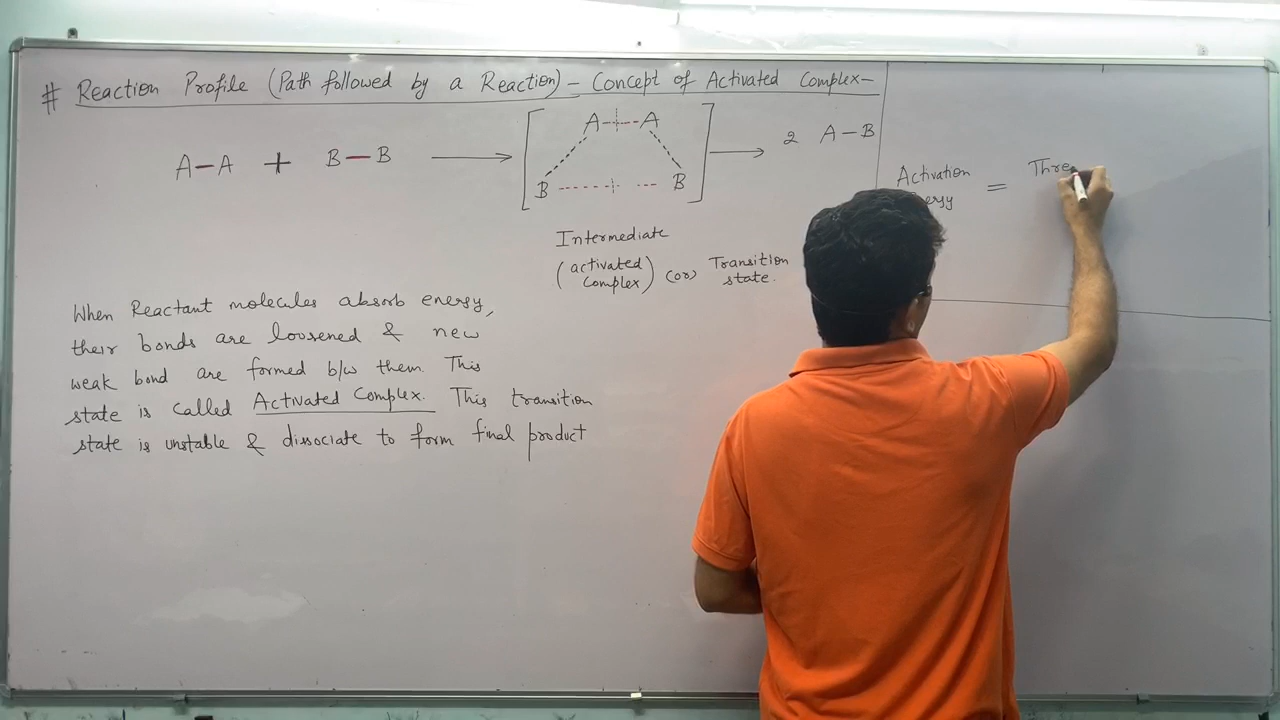 # Reaction Profile (Path followed by a Reaction) – Concept of Activated Complex–
A–A + B–B ⟶ [A---A B---B] ⟶ 2 A–B
Intermediate
(activated complex) (or) Transition state.
When Reactant molecules absorb energy,
their bonds are loosened & new
weak bond are formed b/w them. This
state is called Activated Complex. This transition
state is unstable & dissociate to form final product
Activation
= Thre